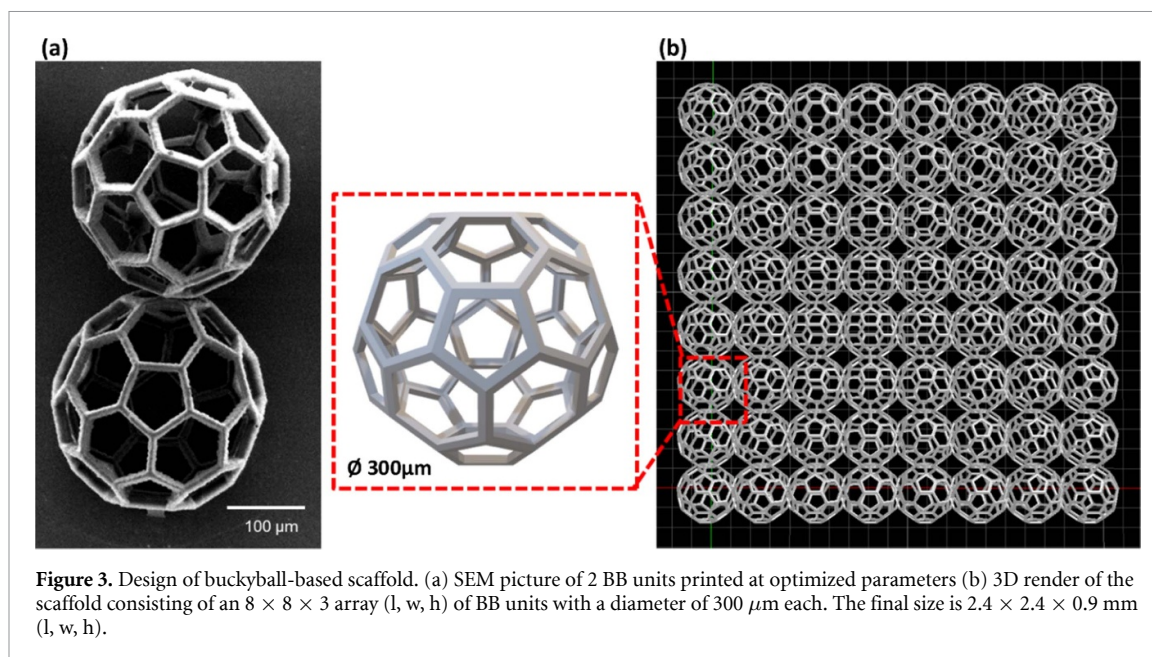 (a)
(b)
Ø 300µm
100 µm
Figure 3. Design of buckyball-based scaffold. (a) SEM picture of 2 BB units printed at optimized parameters (b) 3D render of the
scaffold consisting of an 8 × 8 × 3 array (l, w, h) of BB units with a diameter of 300 µm each. The final size is 2.4 × 2.4 × 0.9 mm
(l, w, h).